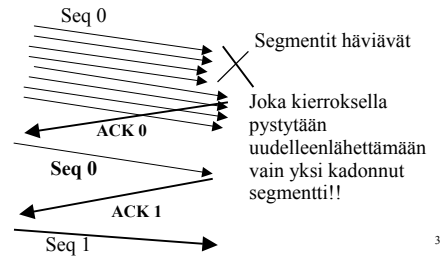 Seq 0
Segmentit häviävät
Joka kierroksella
pystytään
uudelleenlähettämään
vain yksi kadonnut
segmentti!!
ACK 0
Seq 0
ACK 1
Seq 1
3